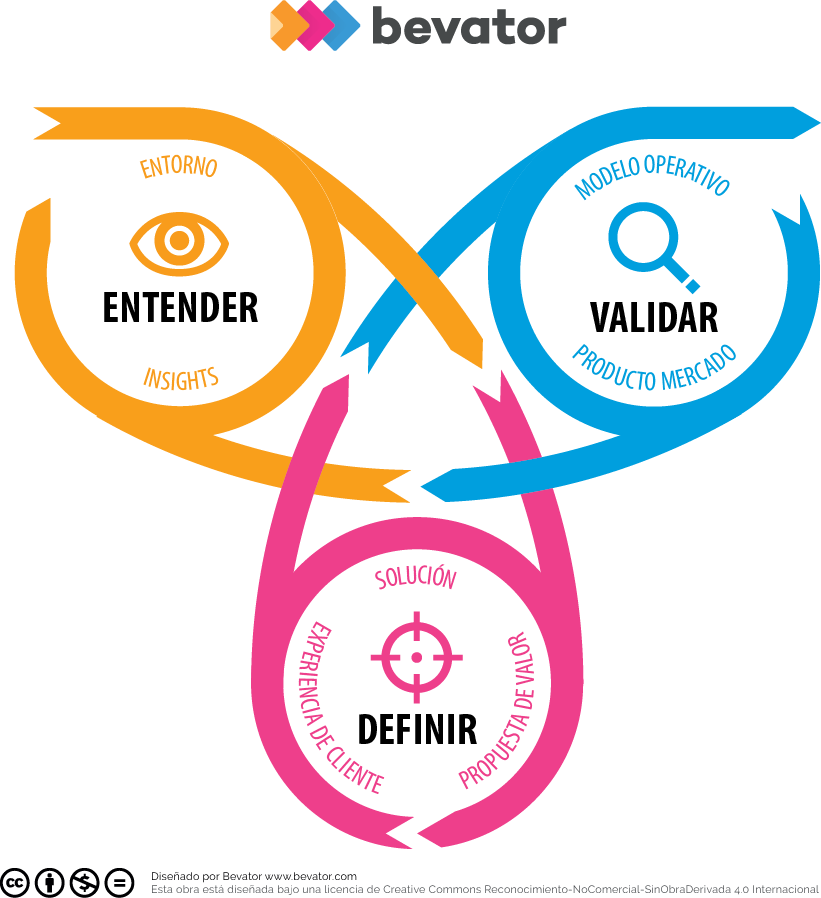 bevator
ENTORNO
ENTENDER
INSIGHTS
MODELO OPERATIVO
VALIDAR
PRODUCTO MERCADO
SOLUCIÓN
EXPERIENCIA DE CLIENTE
PROPUESTA DE VALOR
DEFINIR
cc
Diseñado por Bevator www.bevator.com
Esta obra está diseñada bajo una licencia de Creative Commons Reconocimiento-NoComercial-SinObraDerivada 4.0 Internacional